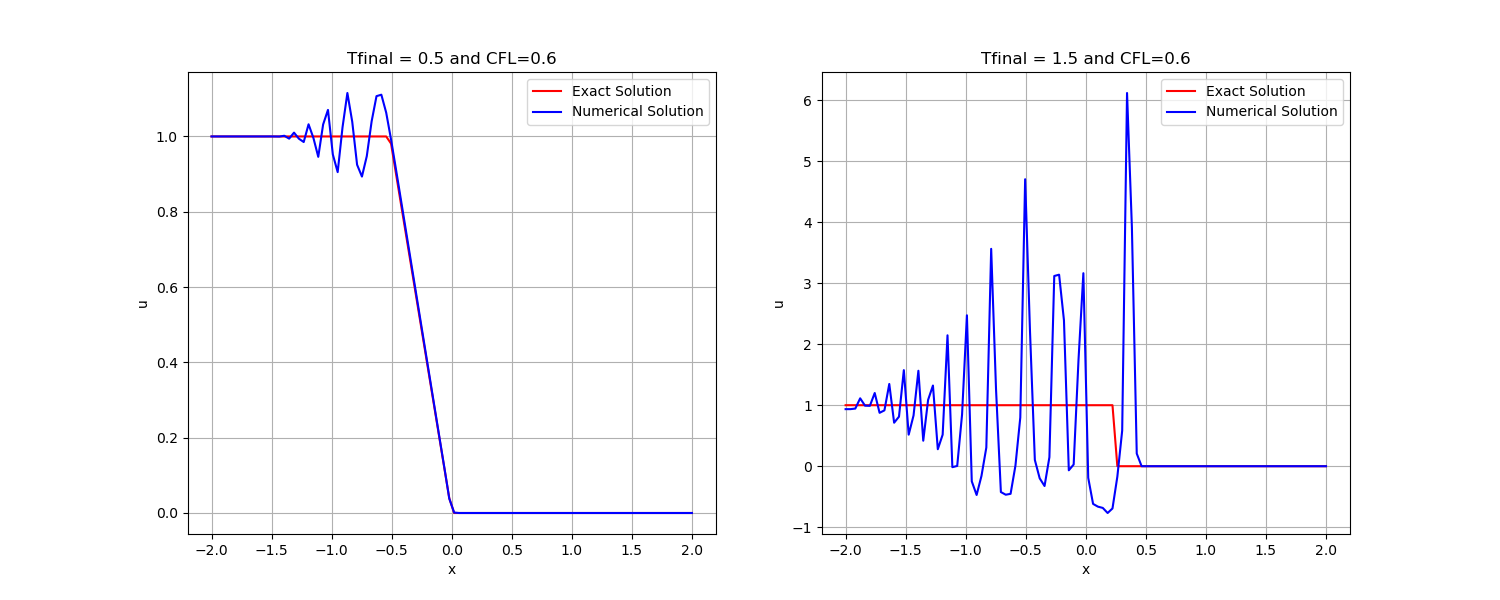 Tfinal = 0.5 and CFL=0.6
Exact Solution
Numerical Solution
u
1.0
0.8
0.6
0.4
0.2
0.0
−2.0 −1.5 −1.0 −0.5 0.0 0.5 1.0 1.5 2.0
x
Tfinal = 1.5 and CFL=0.6
Exact Solution
Numerical Solution
u
6
5
4
3
2
1
0
−1
−2.0 −1.5 −1.0 −0.5 0.0 0.5 1.0 1.5 2.0
x